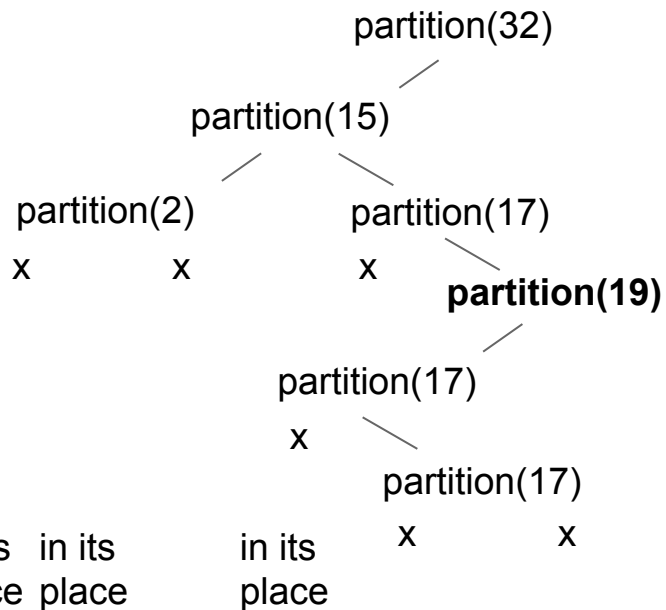 partition(32)
partition(15)
partition(2) partition(17)
x x x
partition(19)
partition(17)
x
partition(17)
x x
in its in its
place place